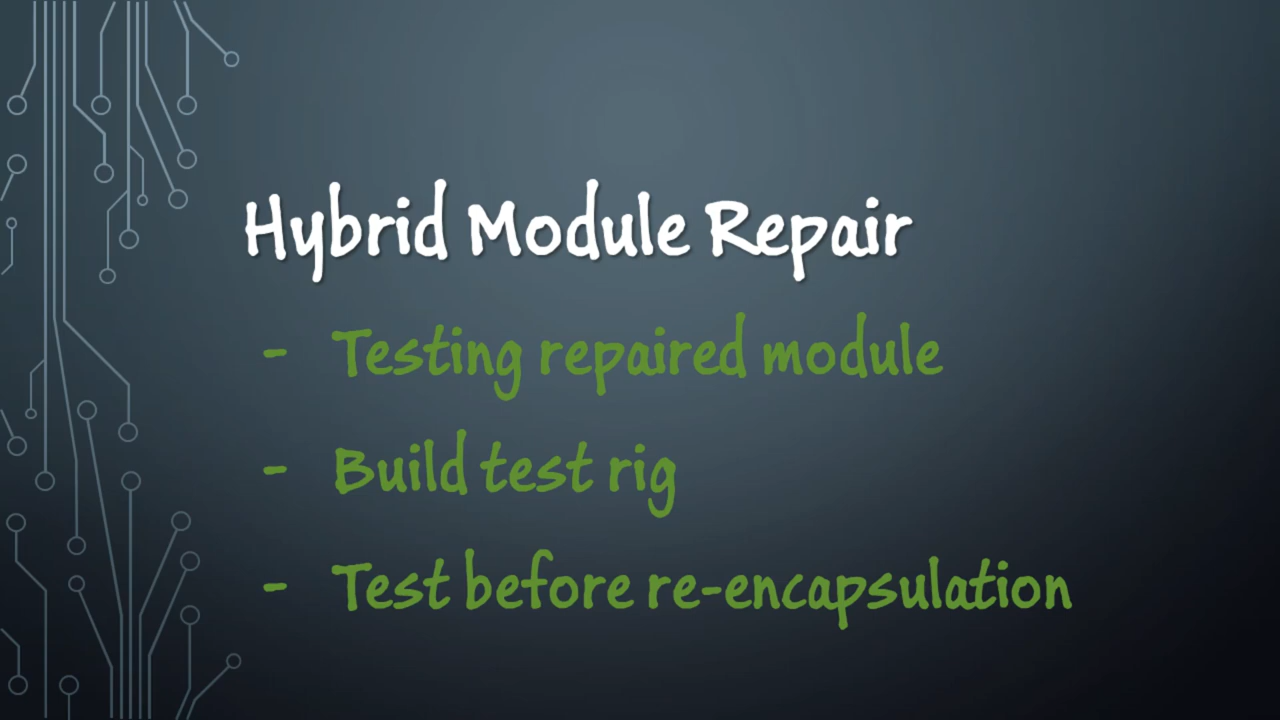 Hybrid Module Repair
- Testing repaired module
- Build test rig
- Test before re-encapsulation